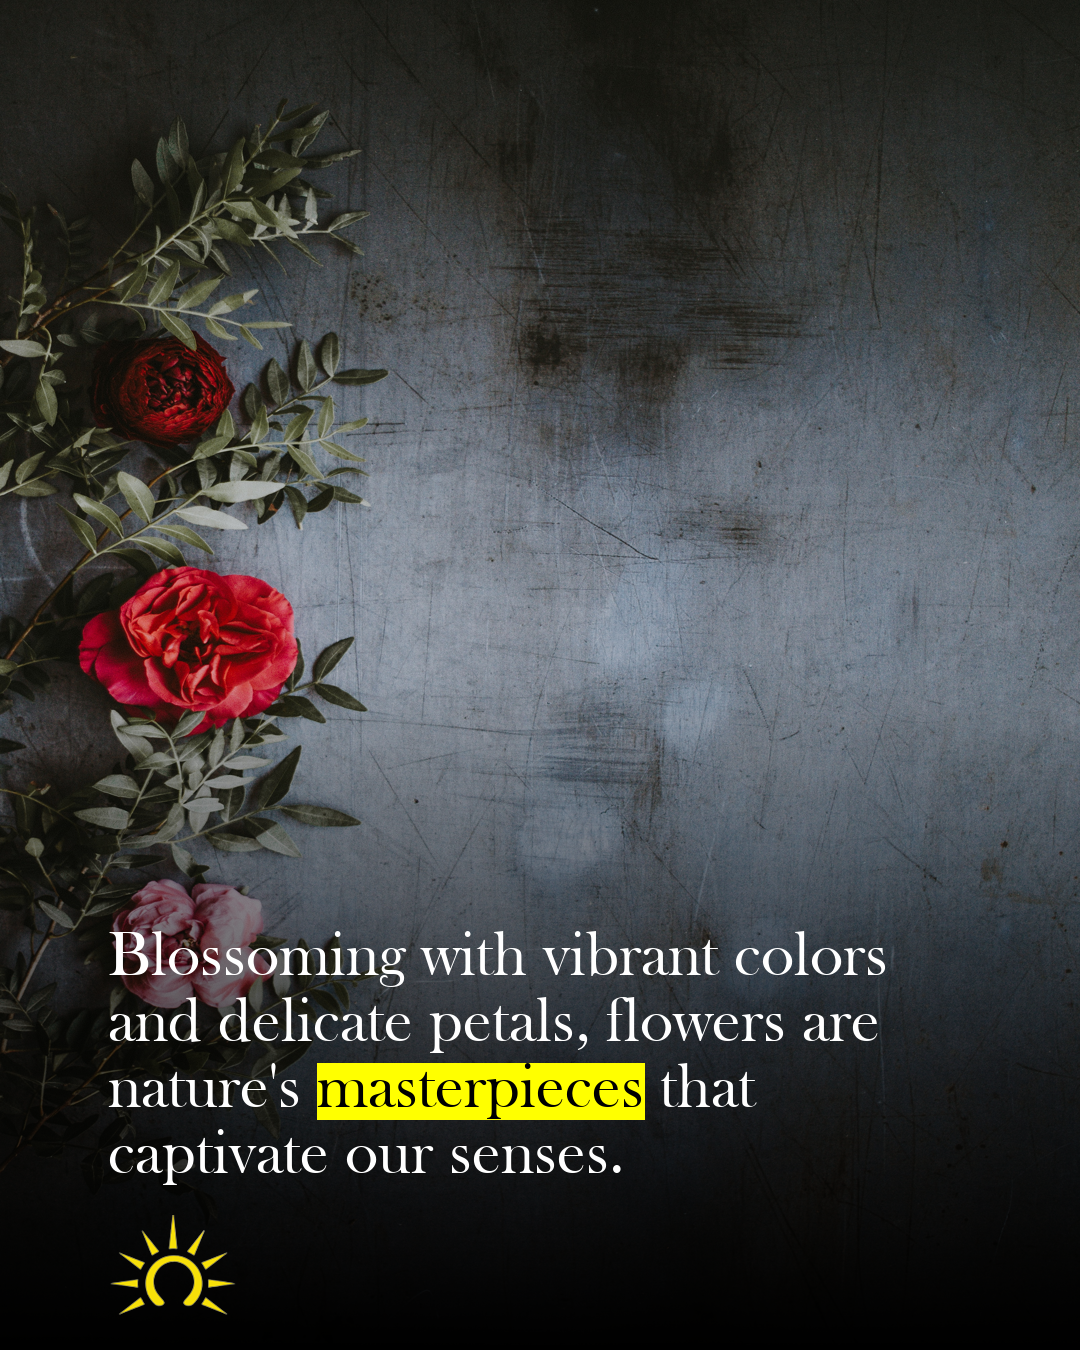 Blossoming with vibrant colors
and delicate petals, flowers are
nature's masterpieces that
captivate our senses.